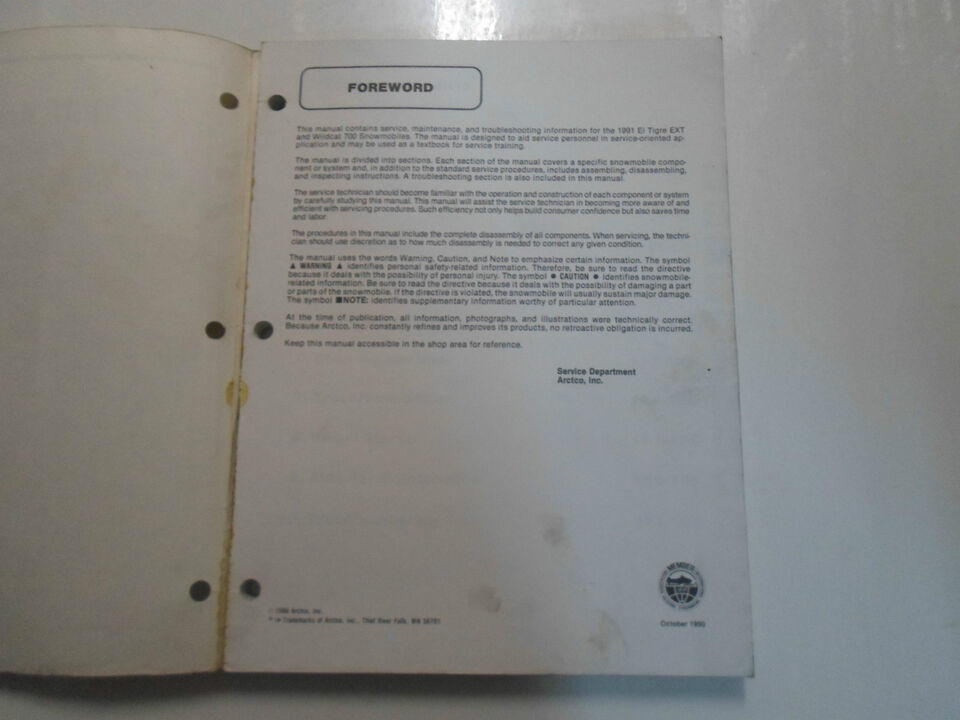 FOREWORD
This manual contains service, maintenance, and troubleshooting information for the 1991 El Tigre EXT
and Wildcat 700 Snowmobiles. The manual is designed to aid service personnel in service-oriented ap-
plication and may be used as a textbook for service training.
The manual is divided into sections. Each section of the manual covers a specific snowmobile compo-
nent or system and, in addition to the standard service procedures, includes assembling, disassembling,
and inspecting instructions. A troubleshooting section is also included in this manual.
The service technician should become familiar with the operation and construction of each component or system
by carefully studying this manual. This manual will assist the service technician in becoming more aware of and
efficient with servicing procedures. Such efficiency not only helps build consumer confidence but also saves time
and labor.
The procedures in this manual include the complete disassembly of all components. When servicing, the techni-
cian should use discretion as to how much disassembly is needed to correct any given condition.
The manual uses the words Warning, Caution, and Note to emphasize certain information. The symbol
▲ WARNING ▲ identifies personal safety-related information. Therefore, be sure to read the directive
because it deals with the possibility of personal injury. The symbol ● CAUTION ● identifies snowmobile-
related information. Be sure to read the directive because it deals with the possibility of damaging a part
or parts of the snowmobile. If the directive is violated, the snowmobile will usually sustain major damage.
The symbol ■NOTE: identifies supplementary information worthy of particular attention.
At the time of publication, all information, photographs, and illustrations were technically correct.
Because Arctco, Inc. constantly refines and improves its products, no retroactive obligation is incurred.
Keep this manual accessible in the shop area for reference.
Service Department
Arctco, Inc.
MEMBER
© 1990 Arctco, Inc.
Trademarks of Arctco, Inc., Thief River Falls, MN 56701
October 1990